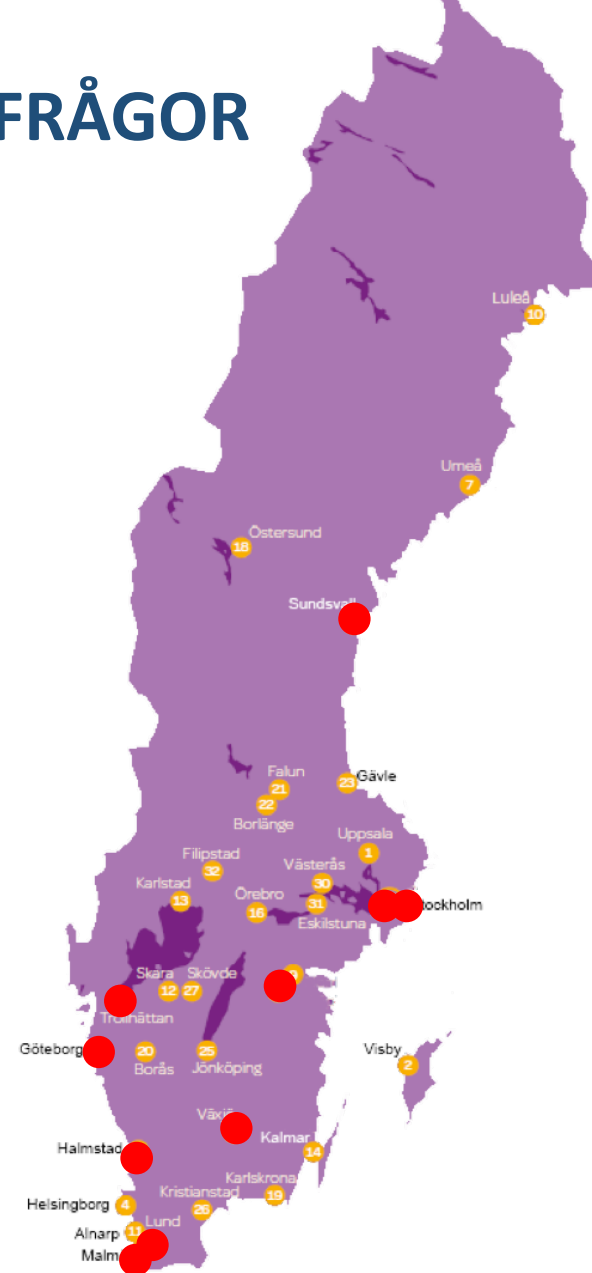 FRÅGOR
Luleå
10
Umeå
7
Östersund
18
Falun
21
22
Borlänge
23
Gävle
Uppsala
1
Filipstad
32
Västerås
30
Karlstad
13
Örebro
16
31
Eskilstuna
Skara
12
Skövde
27
Trollhättan
Göteborg
20
Borås
25
Jönköping
Visby
2
Kalmar
14
Halmstad
Karlskrona
19
Kristianstad
26
Helsingborg
4
Alnarp
11
Lund